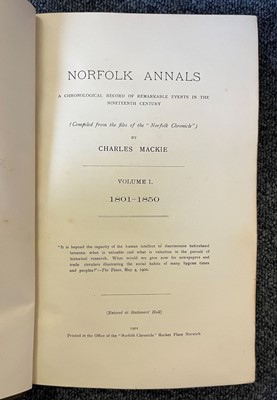 NORFOLK ANNALS
A CHRONOLOGICAL RECORD OF REMARKABLE EVENTS IN THE
NINETEENTH CENTURY
(Compiled from the files of the "Norfolk Chronicle")
BY
CHARLES MACKIE
VOLUME I.
1801-1850
"It is beyond the capacity of the human intellect to discriminate beforehand
between what is valuable and what is valueless in the pursuit of
historical research. What would we give now for newspapers and
trade circulars illustrating the social habits of many bygone times
and peoples?"—The Times, May 4, 1900.
[Entered at Stationers' Hall]
1901
Printed at the Office of the "Norfolk Chronicle" Market Place Norwich